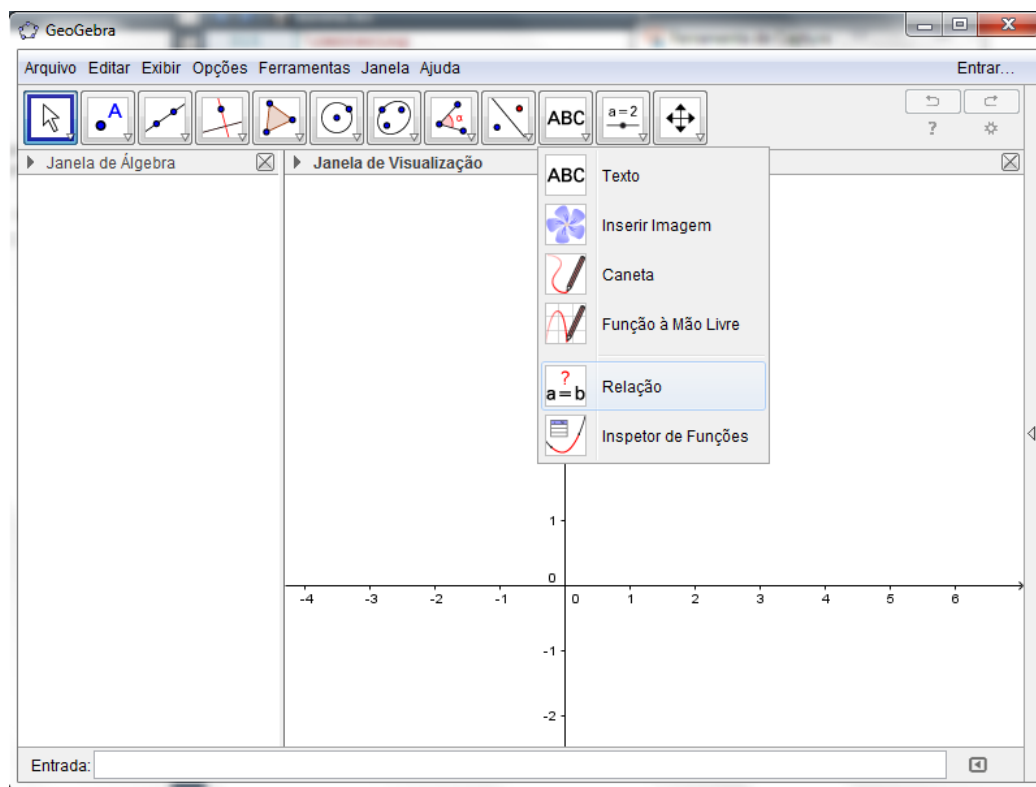 GeoGebra
Arquivo Editar Exibir Opções Ferramentas Janela Ajuda Entrar...
A α ABC a=2 ?
Janela de Álgebra Janela de Visualização
ABC Texto
Inserir Imagem
Caneta
Função à Mão Livre
? a=b Relação
Inspetor de Funções
1
0
-4 -3 -2 -1 0 1 2 3 4 5 6
-1
-2
Entrada: